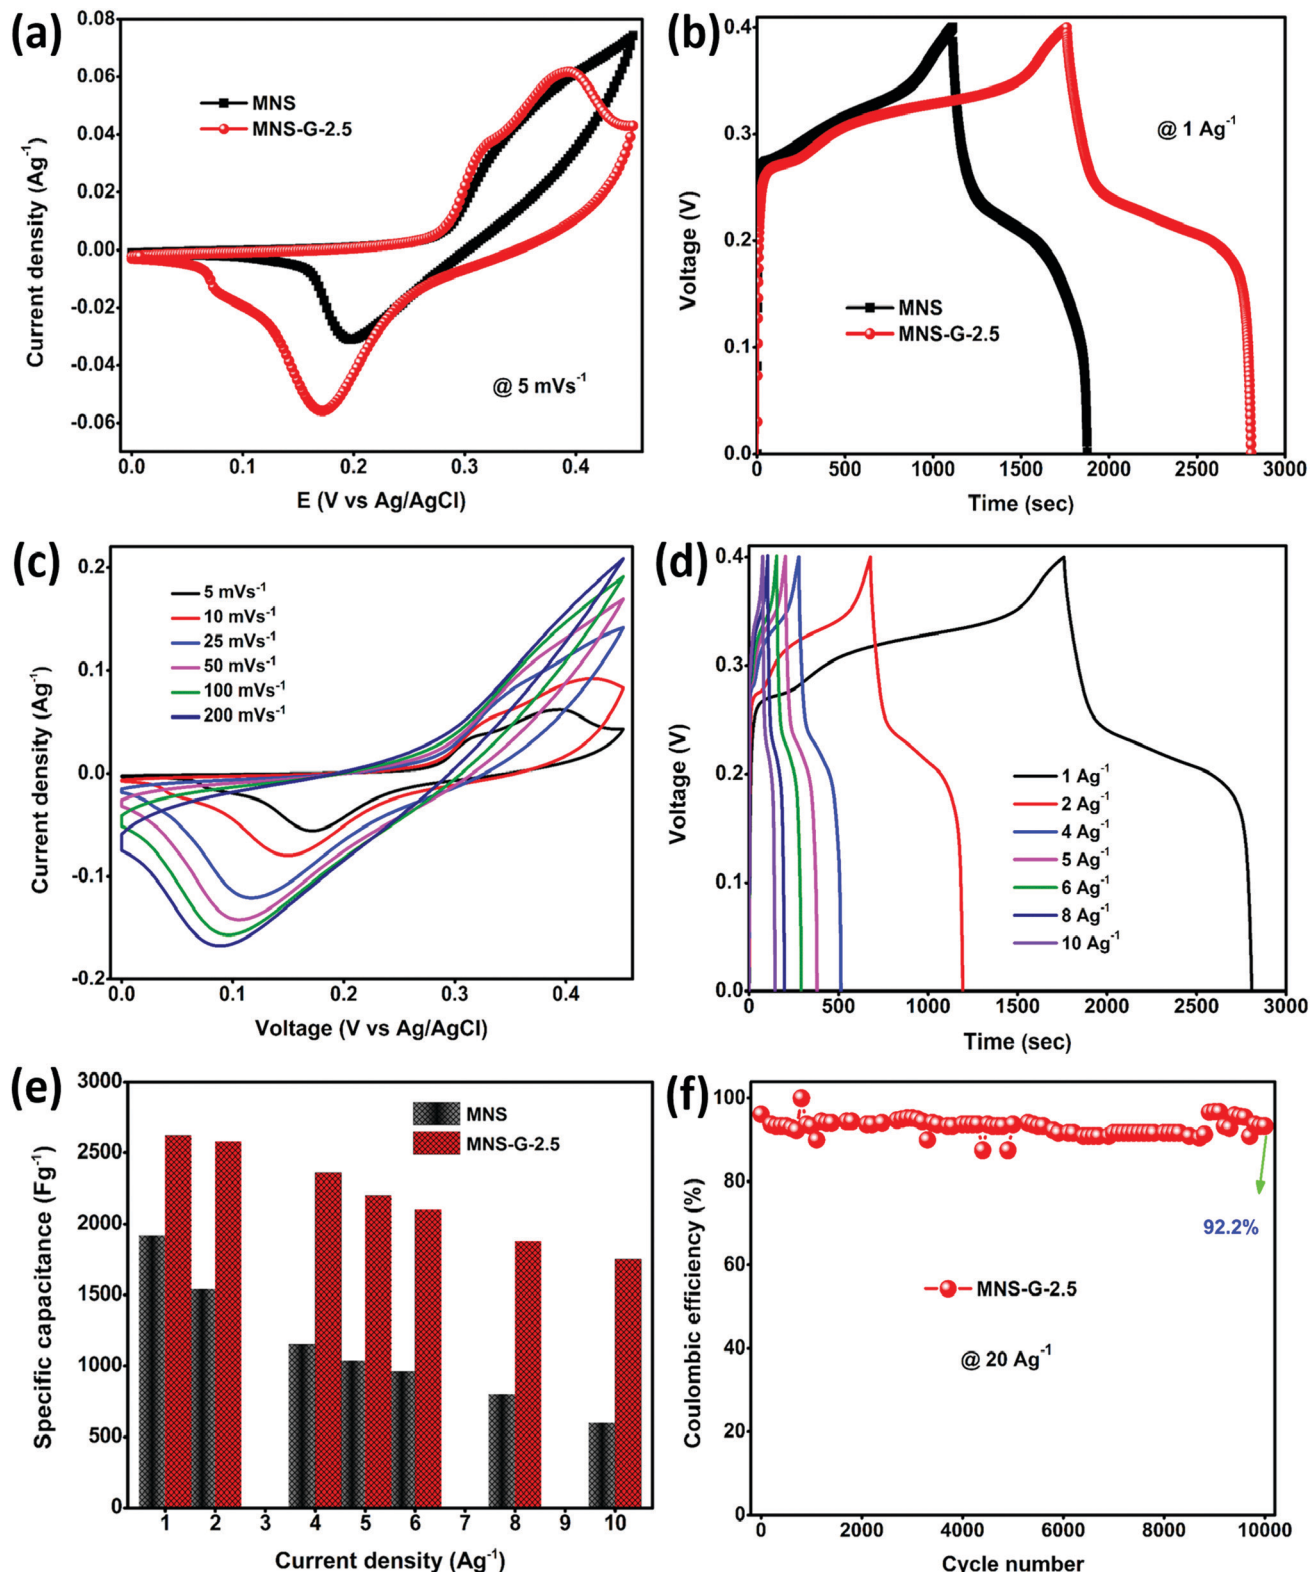 (a)
0.08
0.06
0.04
0.02
0.00
-0.02
-0.04
-0.06
Current density (Ag-1)
MNS
MNS-G-2.5
@ 5 mVs-1
0.0 0.1 0.2 0.3 0.4
E (V vs Ag/AgCl)
(b)
0.4
0.3
0.2
0.1
0.0
Voltage (V)
@ 1 Ag-1
MNS
MNS-G-2.5
0 500 1000 1500 2000 2500 3000
Time (sec)
(c)
0.2
0.1
0.0
-0.1
-0.2
Current density (Ag-1)
5 mVs-1
10 mVs-1
25 mVs-1
50 mVs-1
100 mVs-1
200 mVs-1
0.0 0.1 0.2 0.3 0.4
Voltage (V vs Ag/AgCl)
(d)
0.4
0.3
0.2
0.1
0.0
Voltage (V)
1 Ag-1
2 Ag-1
4 Ag-1
5 Ag-1
6 Ag-1
8 Ag-1
10 Ag-1
0 500 1000 1500 2000 2500 3000
Time (sec)
(e)
3000
2500
2000
1500
1000
500
0
Specific capacitance (Fg-1)
MNS
MNS-G-2.5
1 2 3 4 5 6 7 8 9 10
Current density (Ag-1)
(f)
100
80
60
40
20
0
Coulombic efficiency (%)
92.2%
MNS-G-2.5
@ 20 Ag-1
0 2000 4000 6000 8000 10000
Cycle number